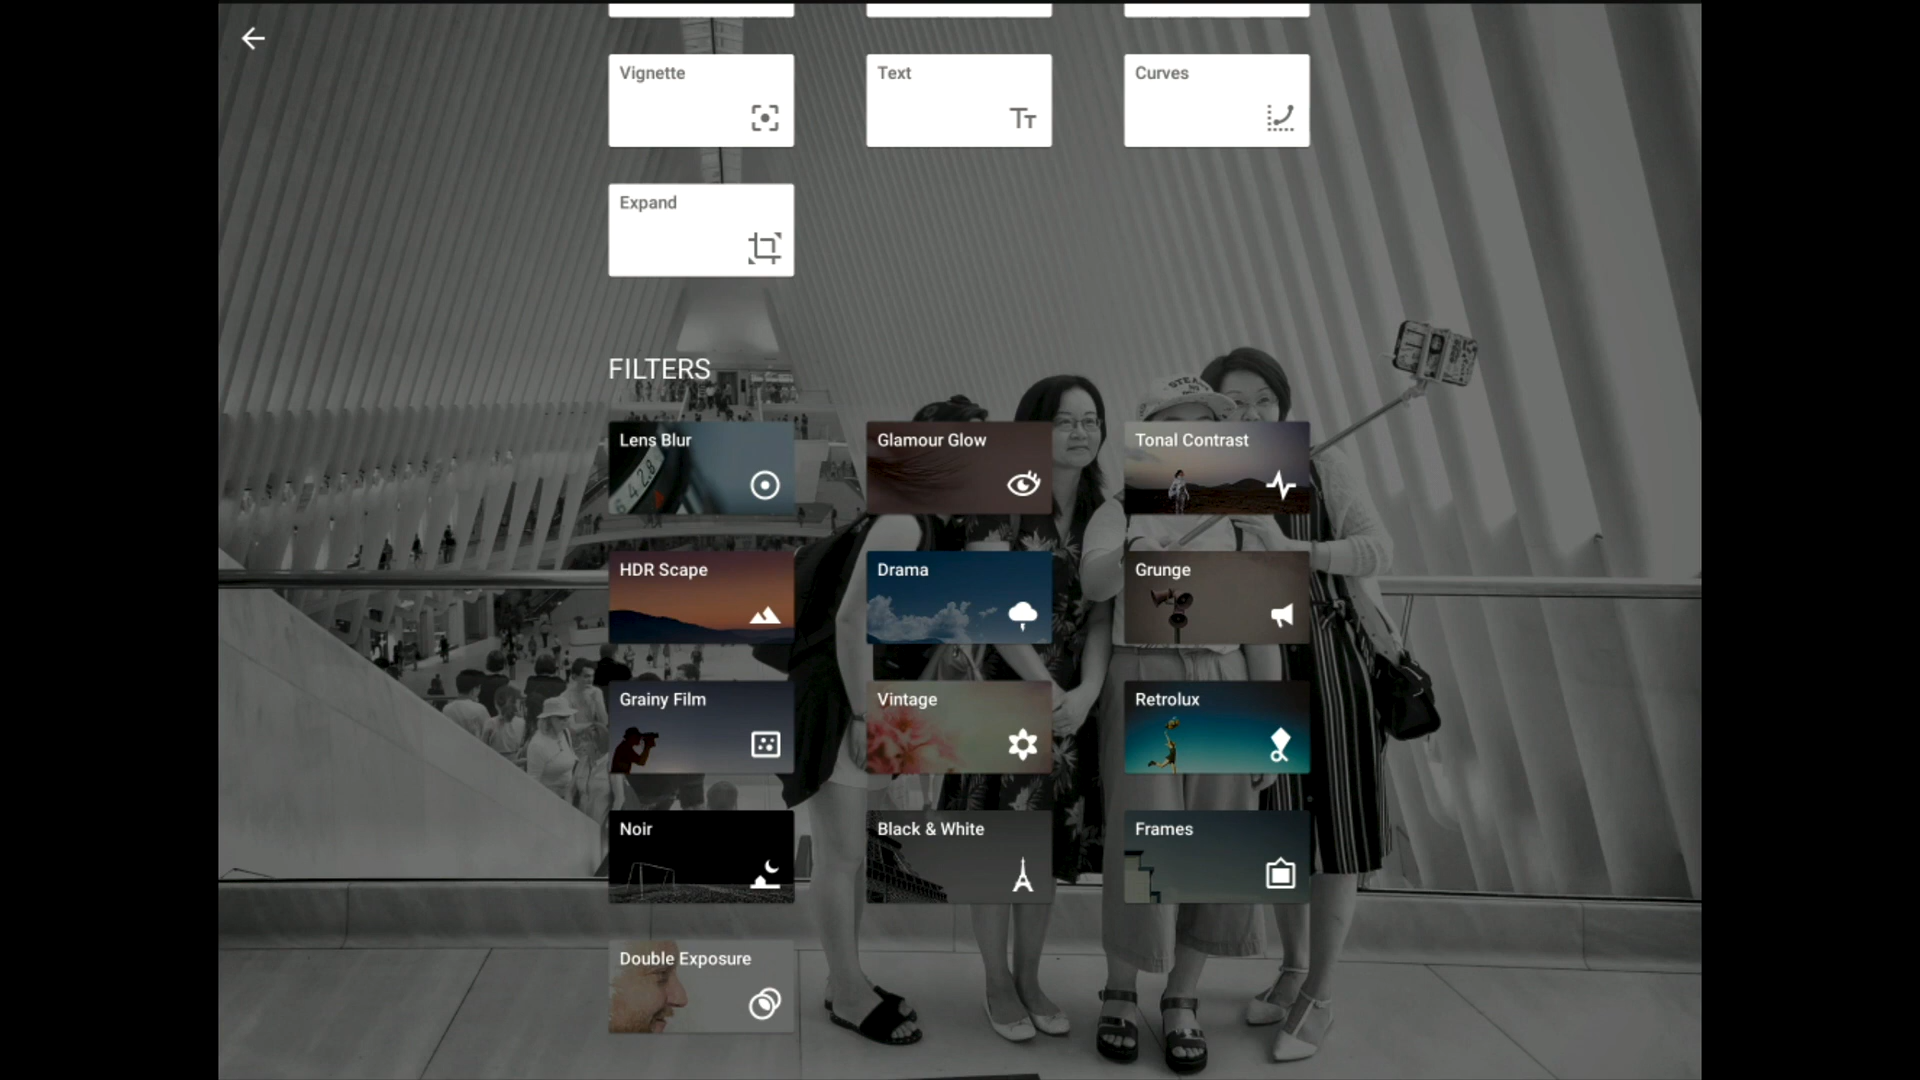 Vignette
Text
Curves
Expand
FILTERS
Lens Blur
Glamour Glow
Tonal Contrast
HDR Scape
Drama
Grunge
Grainy Film
Vintage
Retrolux
Noir
Black & White
Frames
Double Exposure